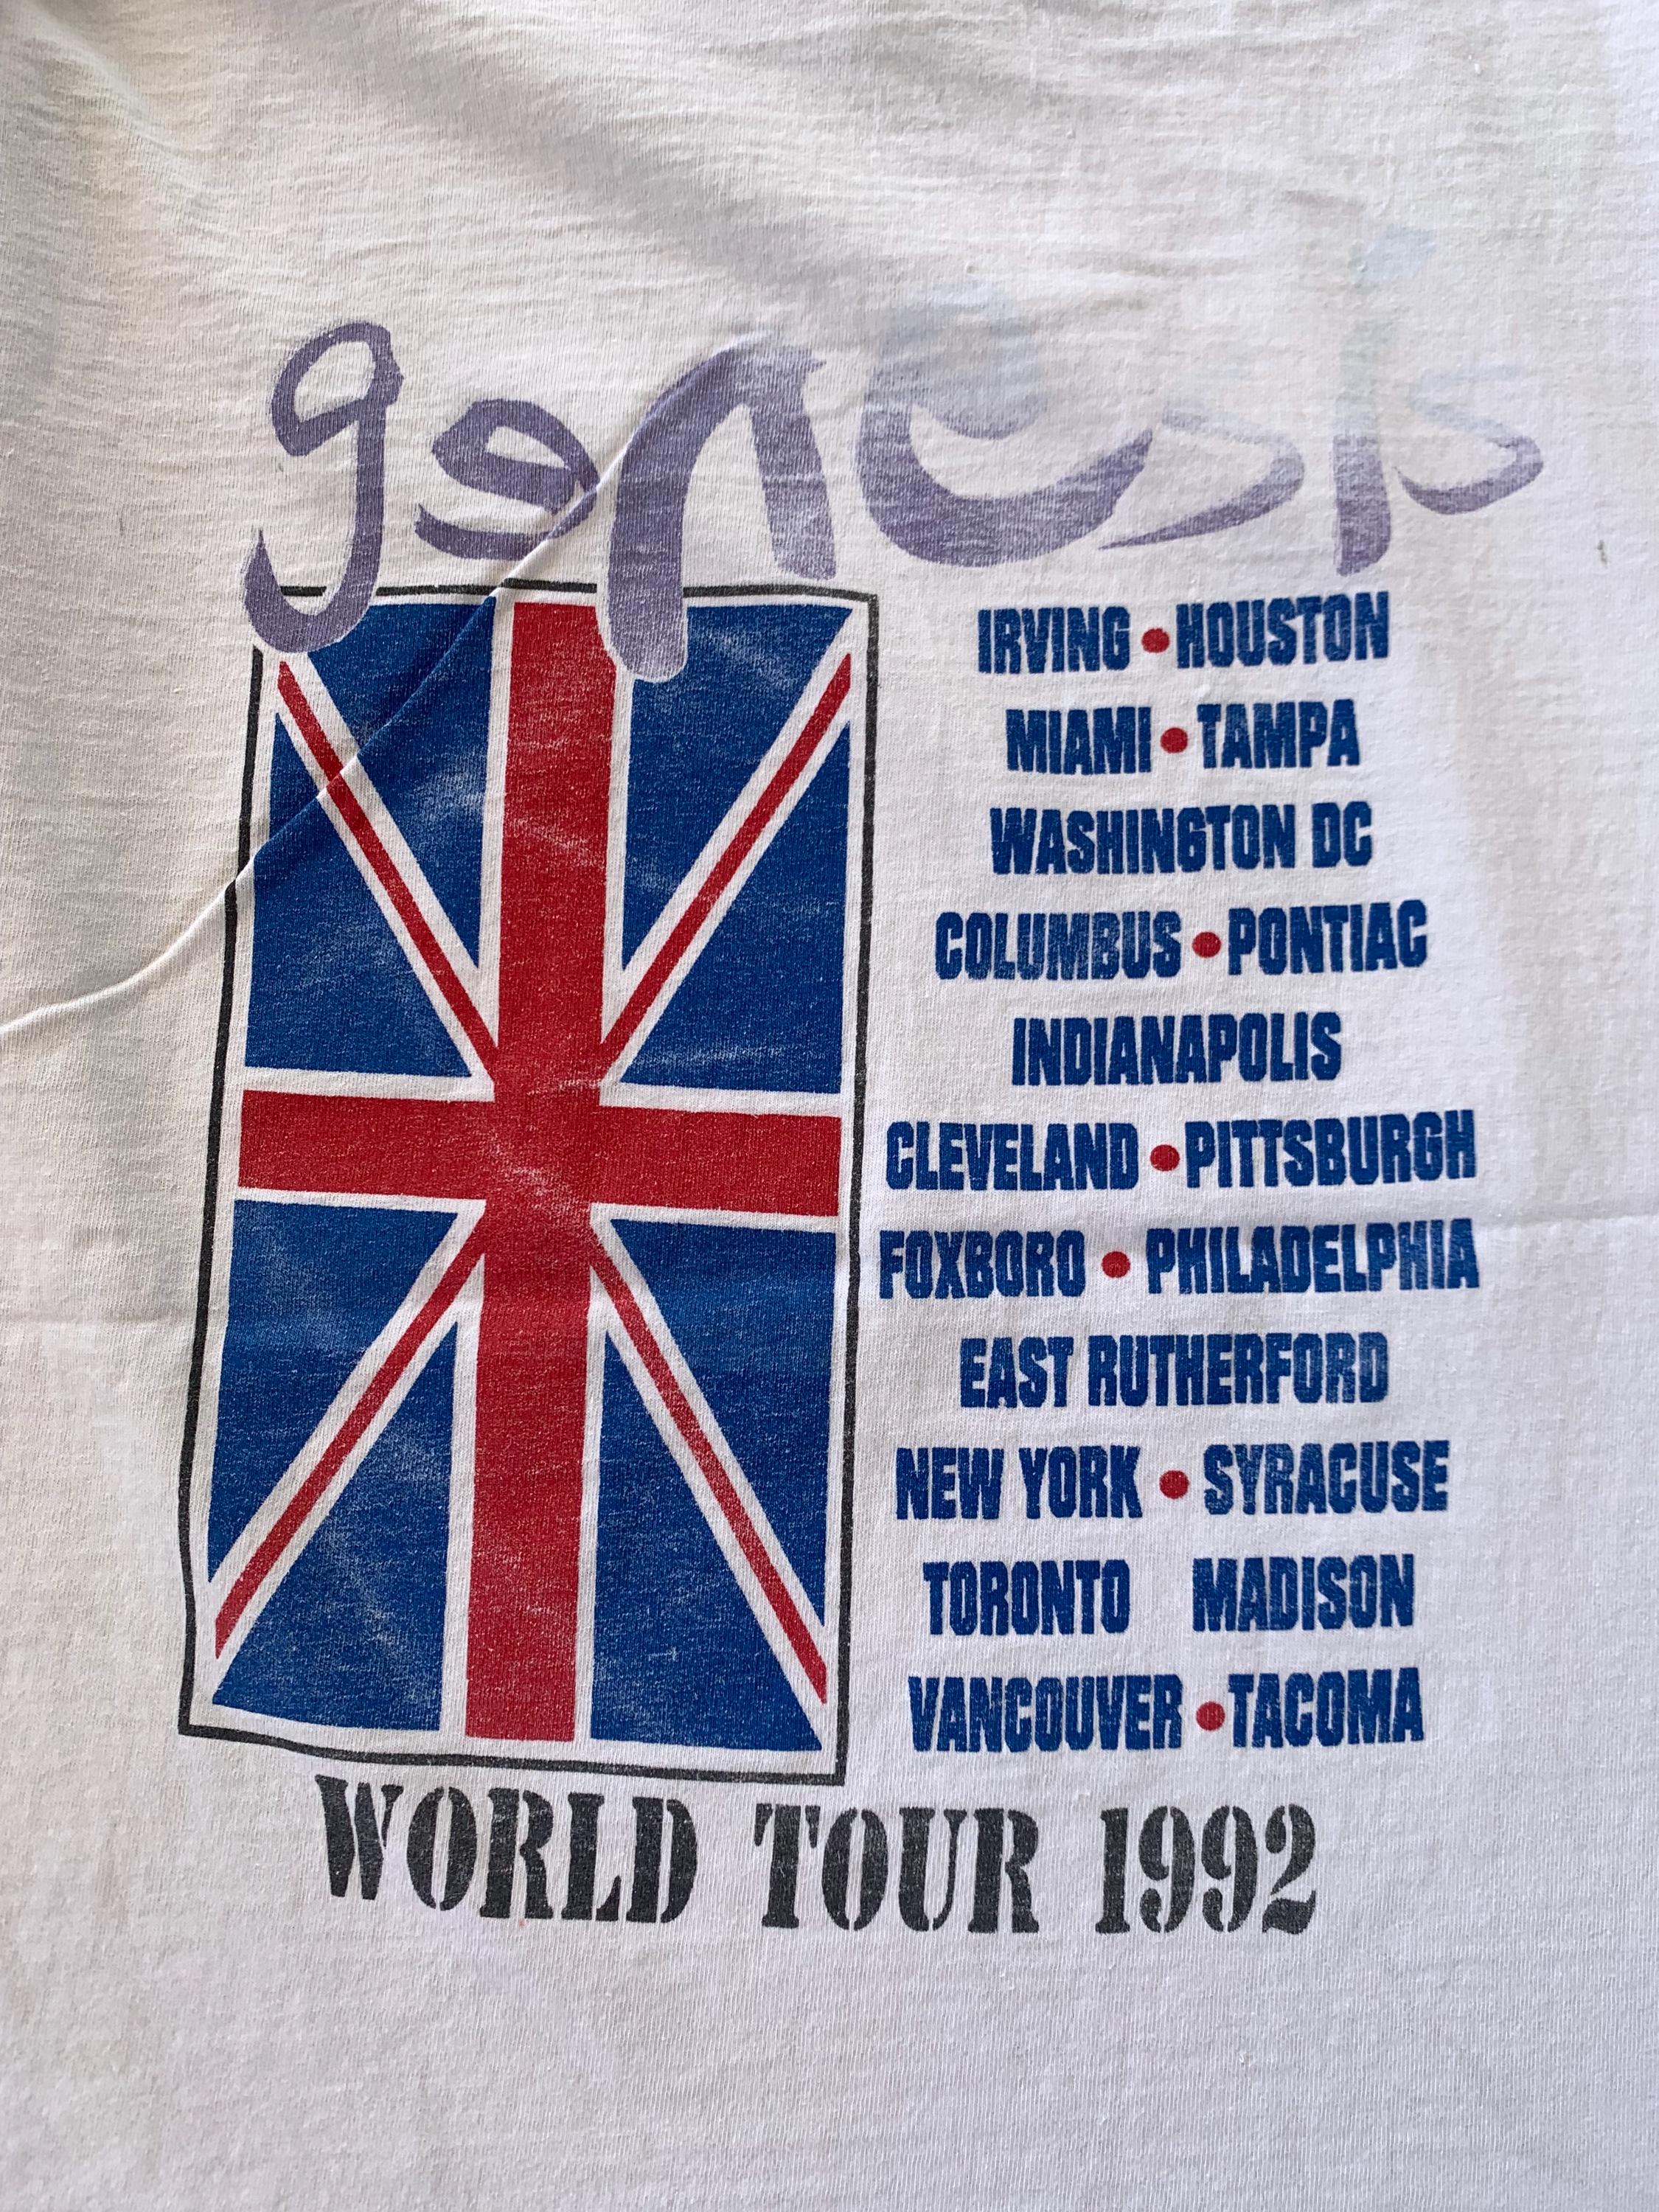 genesis
IRVING • HOUSTON
MIAMI • TAMPA
WASHINGTON DC
COLUMBUS • PONTIAC
INDIANAPOLIS
CLEVELAND • PITTSBURGH
FOXBORO • PHILADELPHIA
EAST RUTHERFORD
NEW YORK • SYRACUSE
TORONTO MADISON
VANCOUVER • TACOMA
WORLD TOUR 1992